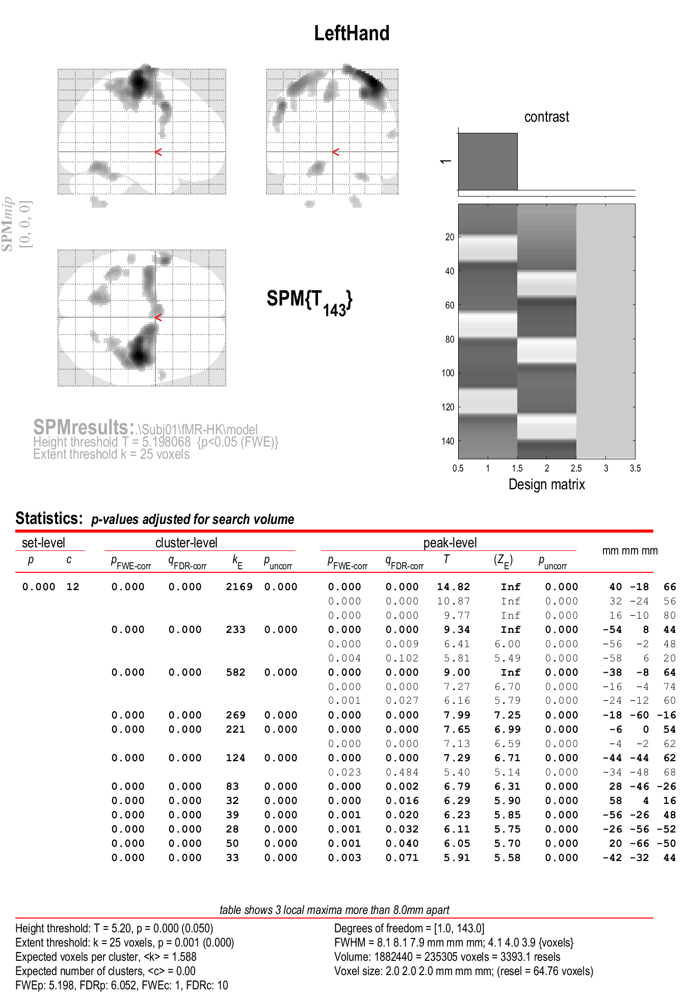 LeftHand
<
<
SPMmip
[0, 0, 0]
<
SPM{T143}
contrast
1
20
40
60
80
100
120
140
0.5 1 1.5 2 2.5 3 3.5
Design matrix
SPMresults: .\Subj01\fMR-HK\model
Height threshold T = 5.198068 {p<0.05 (FWE)}
Extent threshold k = 25 voxels
Statistics: p-values adjusted for search volume
set-level cluster-level peak-level mm mm mm
p c pFWE-corr qFDR-corr kE puncorr pFWE-corr qFDR-corr T (ZE) puncorr
0.000 12 0.000 0.000 2169 0.000 0.000 0.000 14.82 Inf 0.000 40 -18 66
0.000 0.000 10.87 Inf 0.000 32 -24 56
0.000 0.000 9.77 Inf 0.000 16 -10 80
0.000 0.000 233 0.000 0.000 0.000 9.34 Inf 0.000 -54 8 44
0.000 0.009 6.41 6.00 0.000 -56 -2 48
0.004 0.102 5.81 5.49 0.000 -58 6 20
0.000 0.000 582 0.000 0.000 0.000 9.00 Inf 0.000 -38 -8 64
0.000 0.000 7.27 6.70 0.000 -16 -4 74
0.001 0.027 6.16 5.79 0.000 -24 -12 60
0.000 0.000 269 0.000 0.000 0.000 7.99 7.25 0.000 -18 -60 -16
0.000 0.000 221 0.000 0.000 0.000 7.65 6.99 0.000 -6 0 54
0.000 0.000 7.13 6.59 0.000 -4 -2 62
0.000 0.000 124 0.000 0.000 0.000 7.29 6.71 0.000 -44 -44 62
0.023 0.484 5.40 5.14 0.000 -34 -48 68
0.000 0.000 83 0.000 0.000 0.002 6.79 6.31 0.000 28 -46 -26
0.000 0.000 32 0.000 0.000 0.016 6.29 5.90 0.000 58 4 16
0.000 0.000 39 0.000 0.001 0.020 6.23 5.85 0.000 -56 -26 48
0.000 0.000 28 0.000 0.001 0.032 6.11 5.75 0.000 -26 -56 -52
0.000 0.000 50 0.000 0.001 0.040 6.05 5.70 0.000 20 -66 -50
0.000 0.000 33 0.000 0.003 0.071 5.91 5.58 0.000 -42 -32 44
table shows 3 local maxima more than 8.0mm apart
Height threshold: T = 5.20, p = 0.000 (0.050)
Extent threshold: k = 25 voxels, p = 0.001 (0.000)
Expected voxels per cluster, <k> = 1.588
Expected number of clusters, <c> = 0.00
FWEp: 5.198, FDRp: 6.052, FWEc: 1, FDRc: 10
Degrees of freedom = [1.0, 143.0]
FWHM = 8.1 8.1 7.9 mm mm mm; 4.1 4.0 3.9 {voxels}
Volume: 1882440 = 235305 voxels = 3393.1 resels
Voxel size: 2.0 2.0 2.0 mm mm mm; (resel = 64.76 voxels)